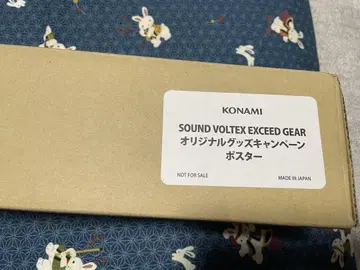 KONAMI
SOUND VOLTEX EXCEED GEAR
オリジナルグッズキャンペーン
ポスター
NOT FOR SALE
MADE IN JAPAN